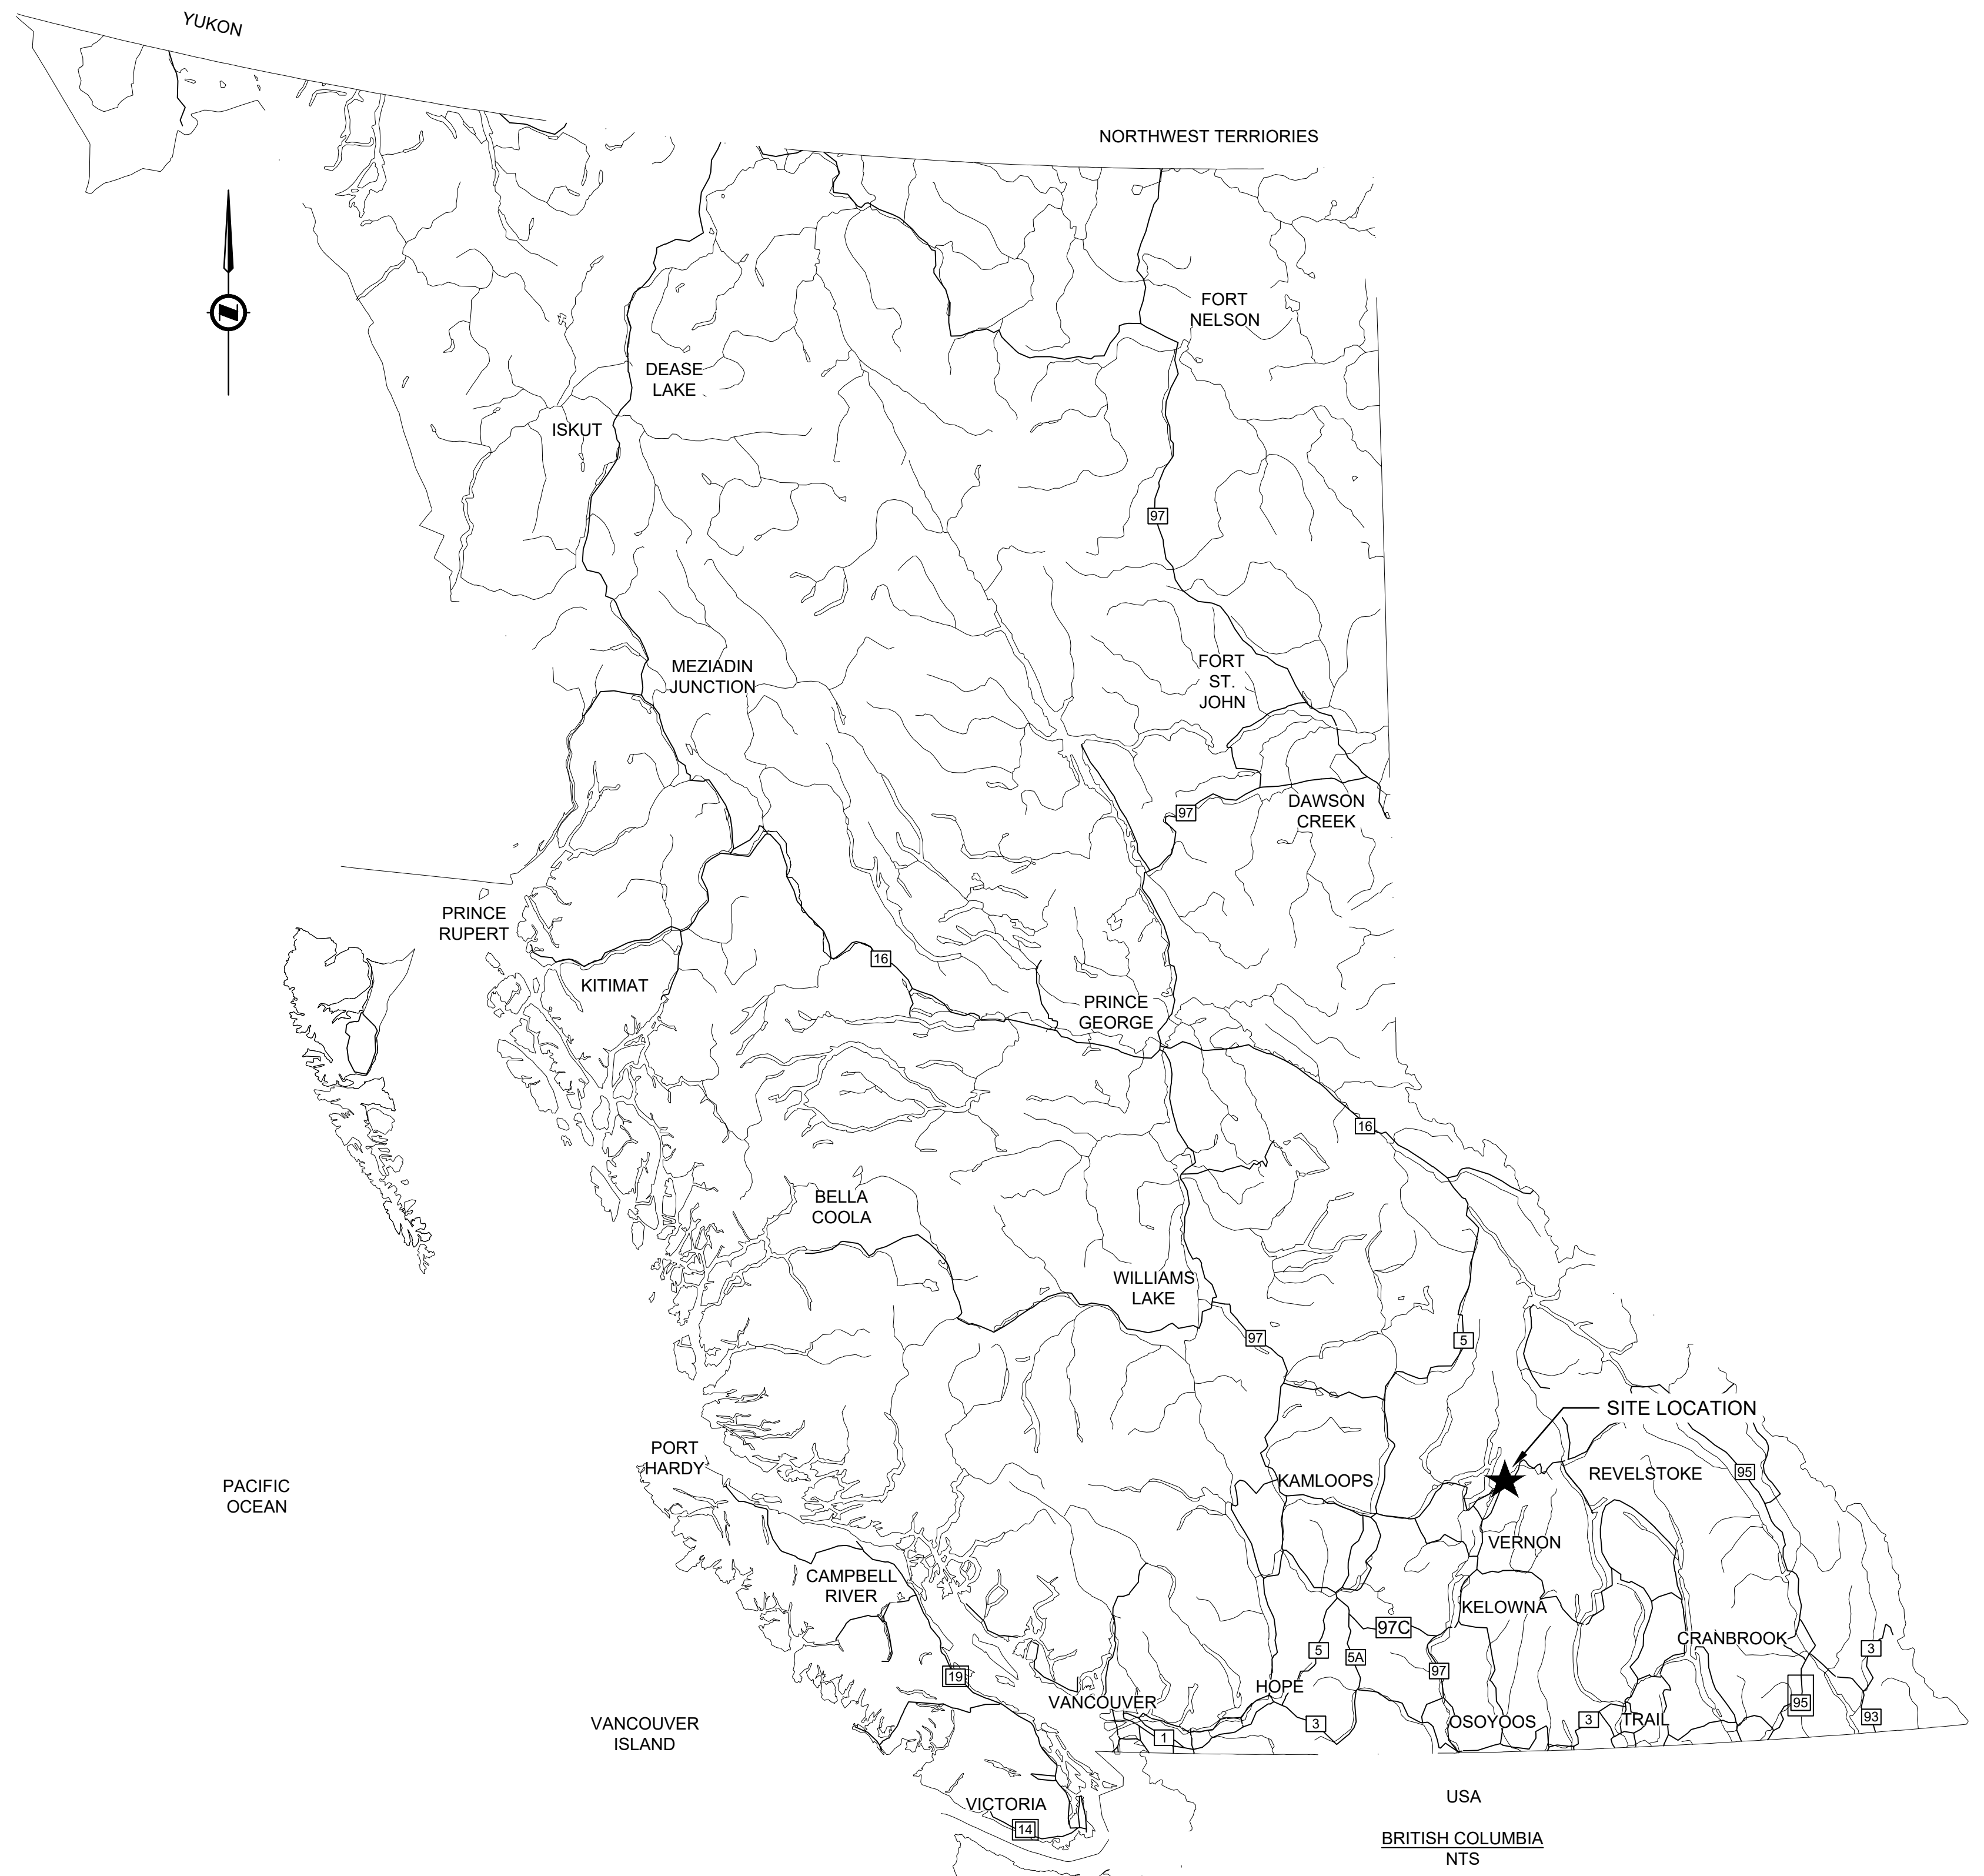 YUKON
NORTHWEST TERRIORIES
N
FORT
NELSON
DEASE
LAKE
ISKUT
97
MEZIADIN
JUNCTION
FORT
ST.
JOHN
97
DAWSON
CREEK
PRINCE
RUPERT
16
KITIMAT
PRINCE
GEORGE
16
BELLA
COOLA
WILLIAMS
LAKE
97
5
SITE LOCATION
PORT
HARDY
KAMLOOPS
REVELSTOKE
95
PACIFIC
OCEAN
VERNON
CAMPBELL
RIVER
KELOWNA
97C
CRANBROOK
5
5A
3
97
19
HOPE
VANCOUVER
95
VANCOUVER
ISLAND
3
OSOYOOS
3
TRAIL
93
1
USA
VICTORIA
14
BRITISH COLUMBIA
NTS